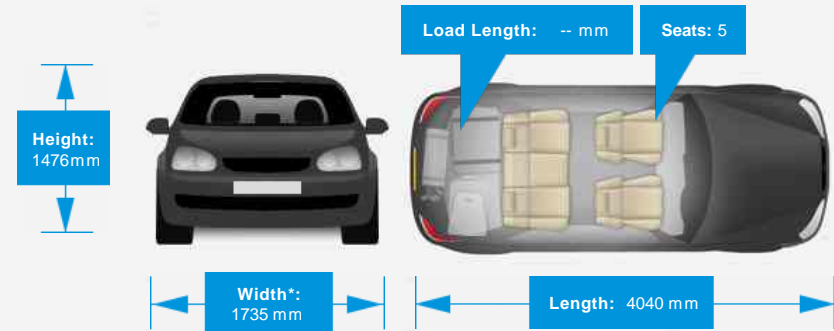 Load Length: -- mm
Seats: 5
Height:
1476mm
Width*:
1735 mm
Length: 4040 mm